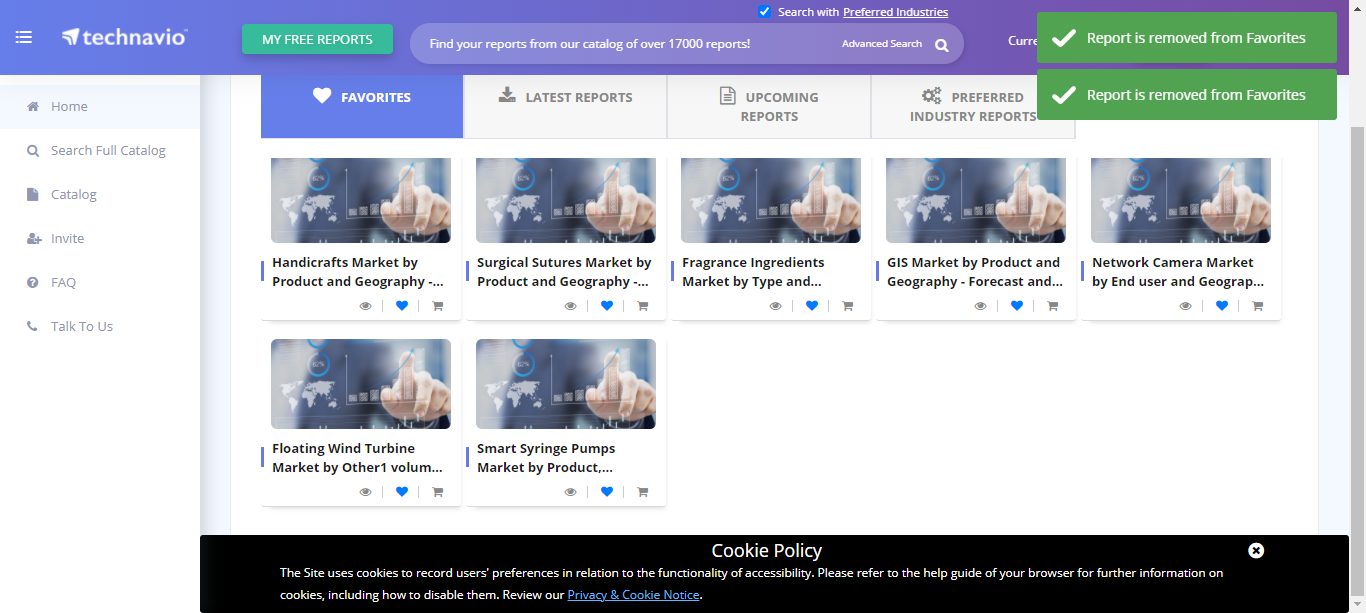 Search with Preferred Industries
technavio
MY FREE REPORTS
Find your reports from our catalog of over 17000 reports!
Advanced Search
Curre
Report is removed from Favorites
Report is removed from Favorites
Home
Search Full Catalog
Catalog
Invite
FAQ
Talk To Us
FAVORITES
LATEST REPORTS
UPCOMING
REPORTS
PREFERRED
INDUSTRY REPORTS
Handicrafts Market by
Product and Geography -...
Surgical Sutures Market by
Product and Geography -...
Fragrance Ingredients
Market by Type and...
GIS Market by Product and
Geography - Forecast and...
Network Camera Market
by End user and Geograp...
Floating Wind Turbine
Market by Other1 volum...
Smart Syringe Pumps
Market by Product,...
Cookie Policy
The Site uses cookies to record users' preferences in relation to the functionality of accessibility. Please refer to the help guide of your browser for further information on
cookies, including how to disable them. Review our Privacy & Cookie Notice.